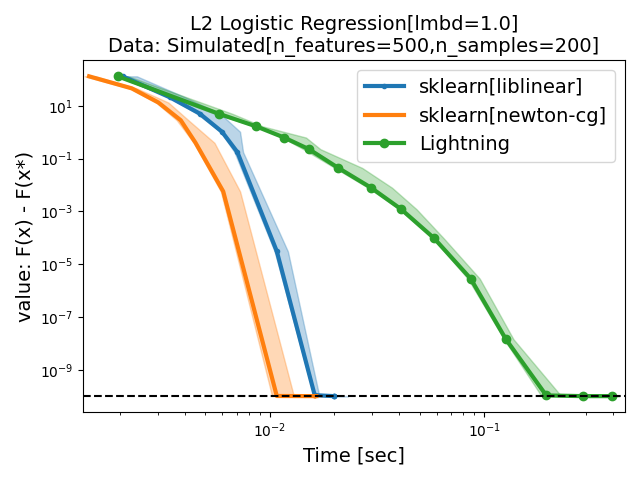 L2 Logistic Regression[lmbd=1.0]
Data: Simulated[n_features=500,n_samples=200]
value: F(x) - F(x*)
10¹
10⁻¹
10⁻³
10⁻⁵
10⁻⁷
10⁻⁹
sklearn[liblinear]
sklearn[newton-cg]
Lightning
10⁻²
10⁻¹
Time [sec]